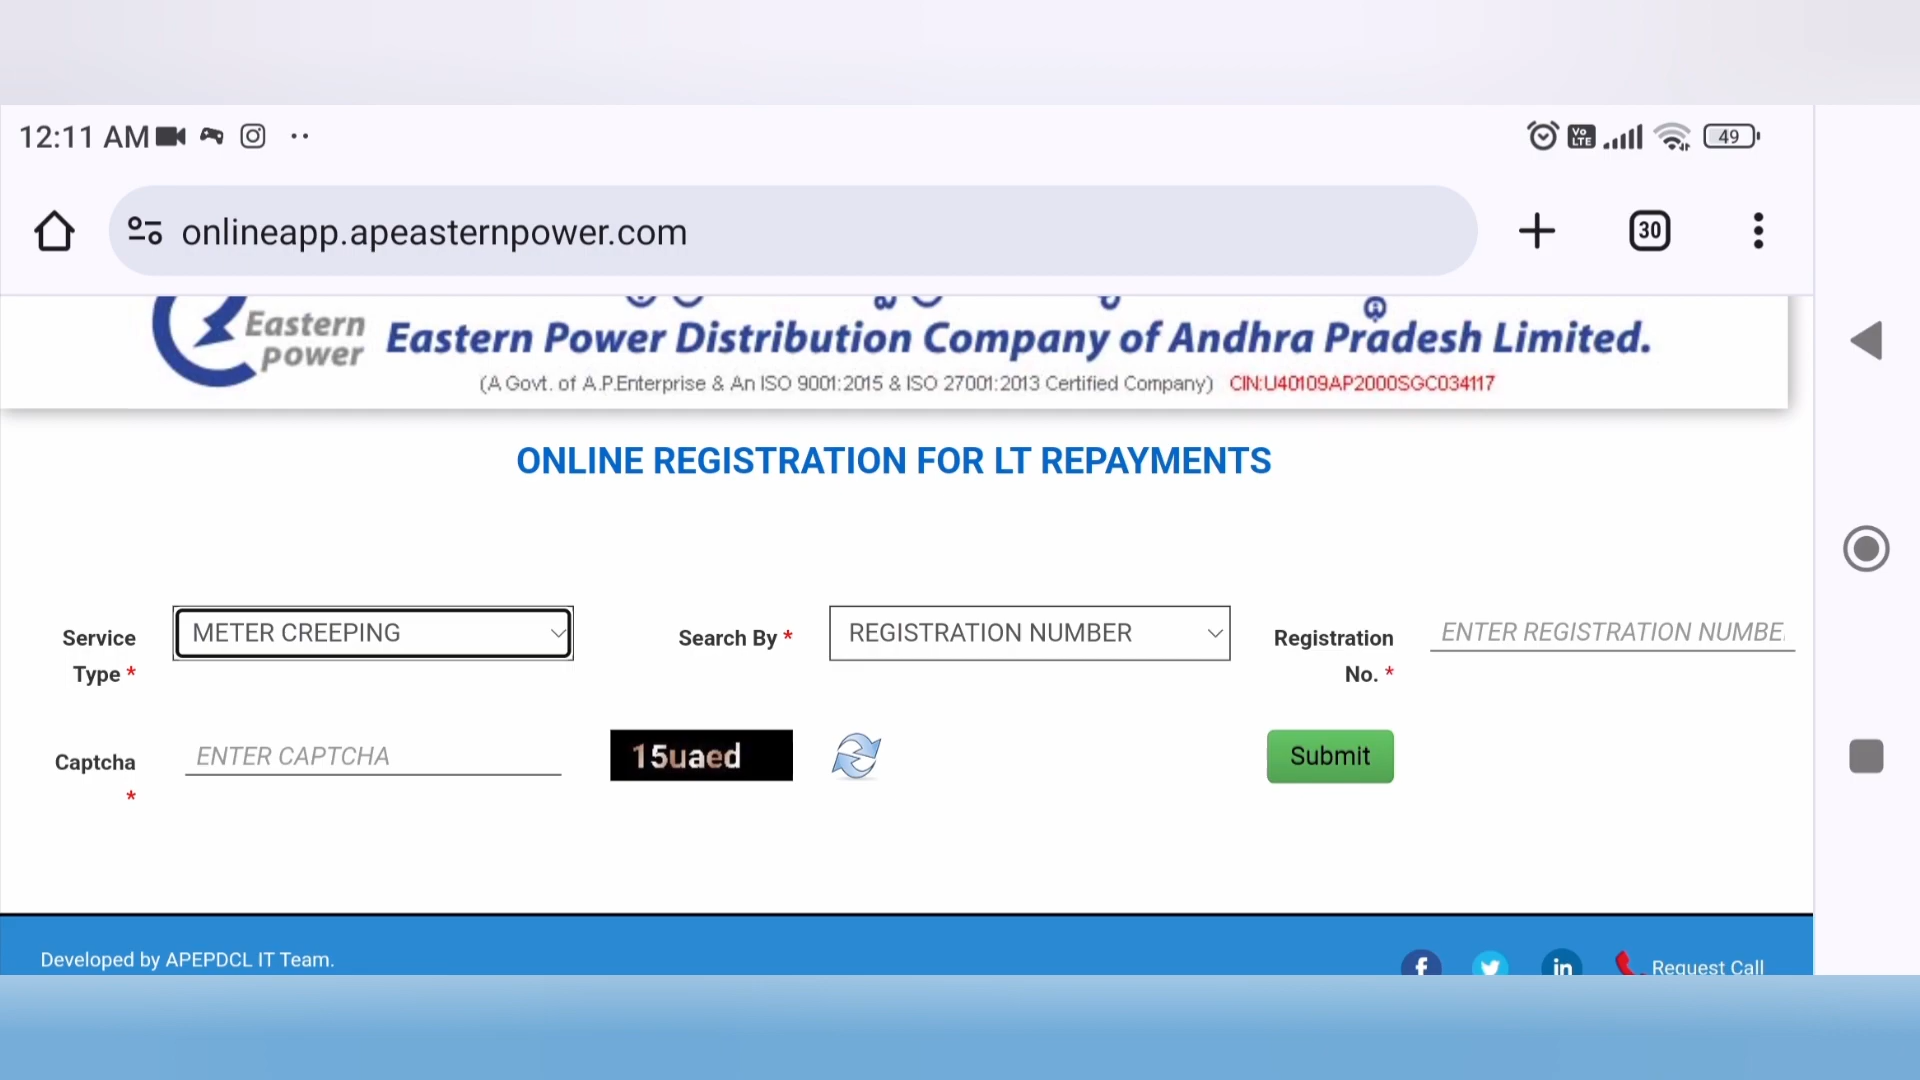 12:11 AM
49
onlineapp.apeasternpower.com
30
Eastern
power
Eastern Power Distribution Company of Andhra Pradesh Limited.
(A Govt. of A.P.Enterprise & An ISO 9001:2015 & ISO 27001:2013 Certified Company) CIN:U40109AP2000SGC034117
ONLINE REGISTRATION FOR LT REPAYMENTS
Service Type *
METER CREEPING
Search By *
REGISTRATION NUMBER
Registration No. *
ENTER REGISTRATION NUMBE
Captcha *
ENTER CAPTCHA
15uaed
Submit
Developed by APEPDCL IT Team.
Request Call